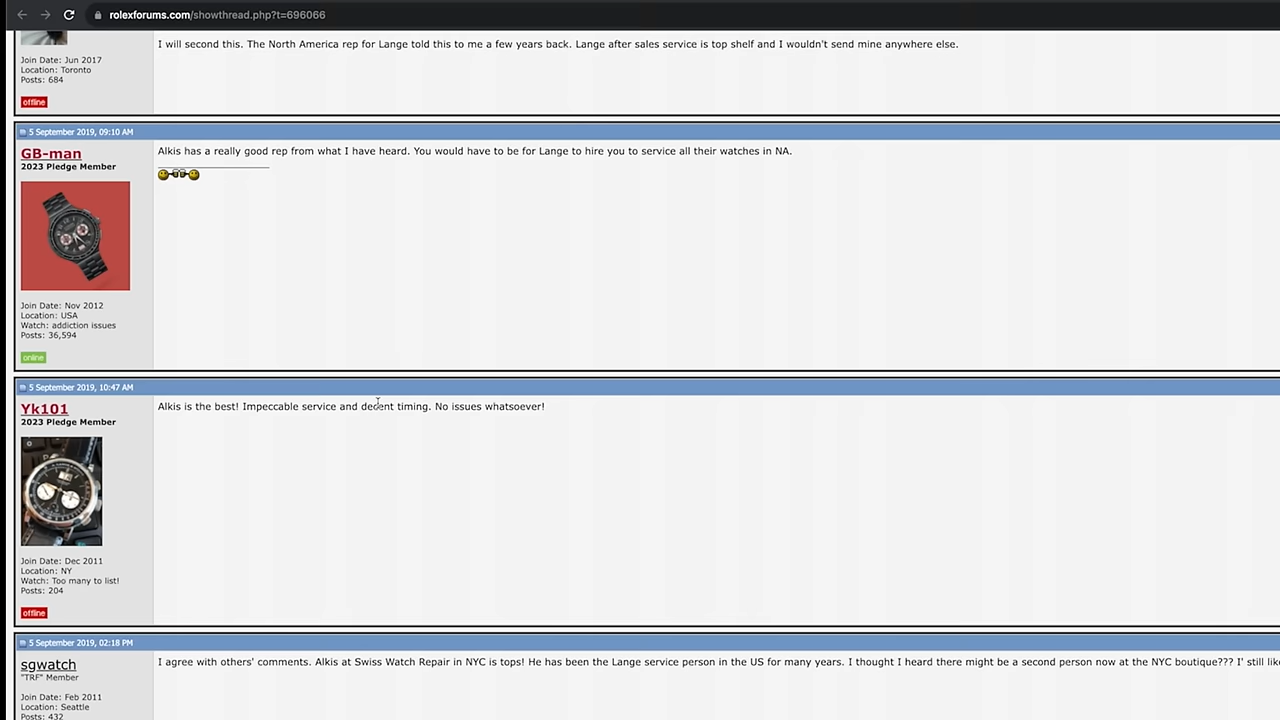 rolexforums.com/showthread.php?t=696066
I will second this. The North America rep for Lange told this to me a few years back. Lange after sales service is top shelf and I wouldn't send mine anywhere else.
Join Date: Jun 2017
Location: Toronto
Posts: 684
offline
5 September 2019, 09:10 AM
GB-man
2023 Pledge Member
Alkis has a really good rep from what I have heard. You would have to be for Lange to hire you to service all their watches in NA.
Join Date: Nov 2012
Location: USA
Watch: addiction issues
Posts: 36,594
online
5 September 2019, 10:47 AM
Yk101
2023 Pledge Member
Alkis is the best! Impeccable service and decent timing. No issues whatsoever!
Join Date: Dec 2011
Location: NY
Watch: Too many to list!
Posts: 204
offline
5 September 2019, 02:18 PM
sgwatch
"TRF" Member
I agree with others' comments. Alkis at Swiss Watch Repair in NYC is tops! He has been the Lange service person in the US for many years. I thought I heard there might be a second person now at the NYC boutique??? I' still lik
Join Date: Feb 2011
Location: Seattle
Posts: 432